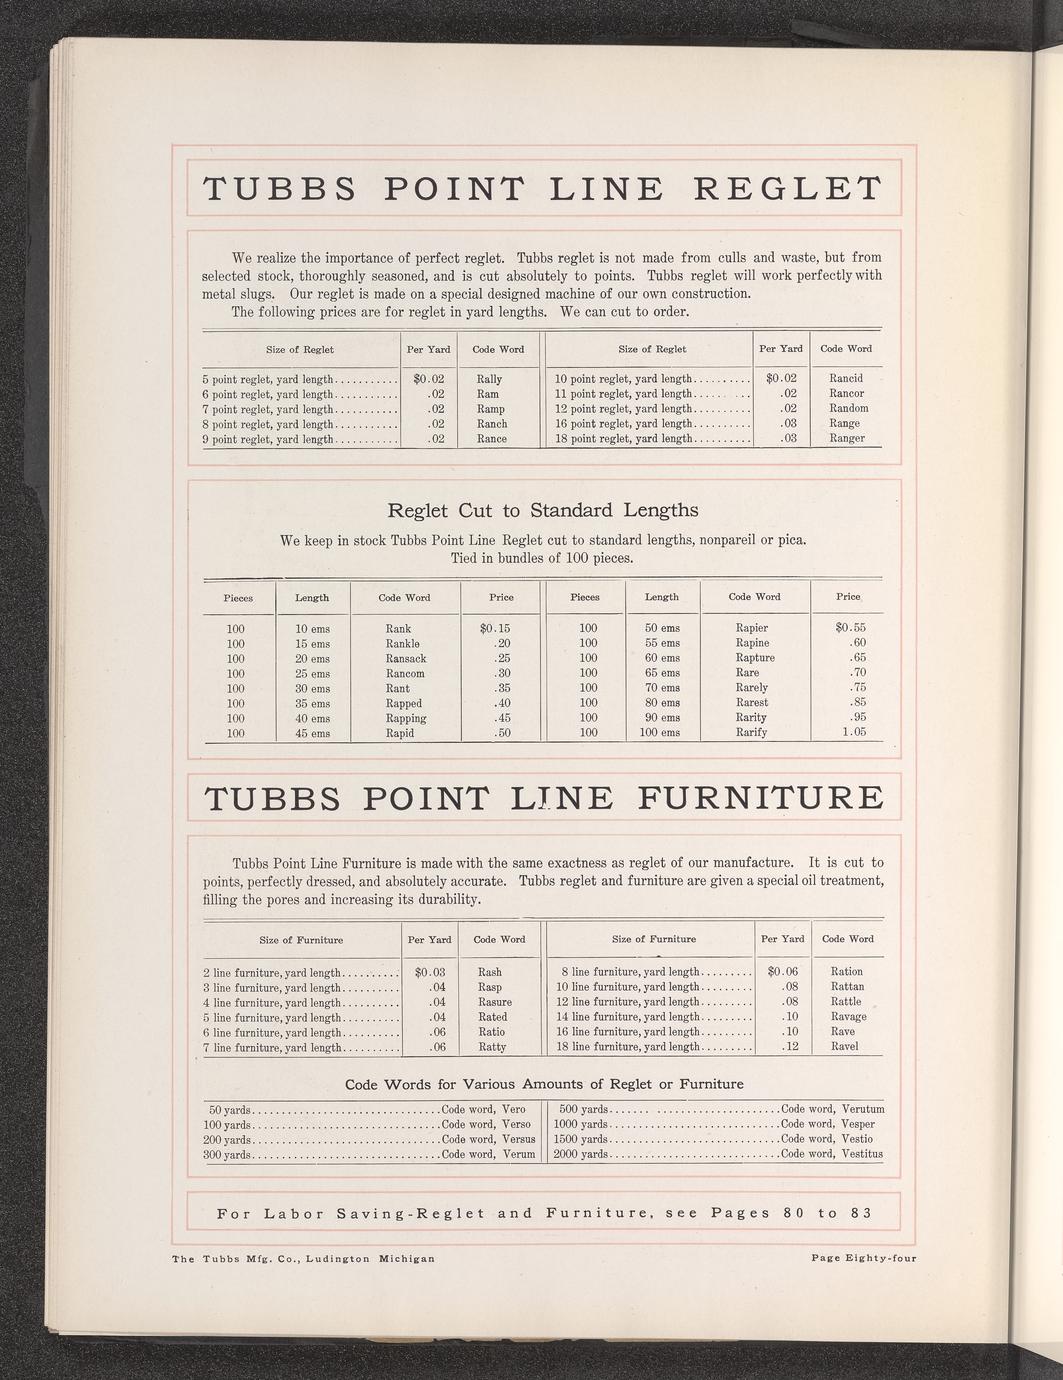 TUBBS POINT LINE REGLET
We realize the importance of perfect reglet. Tubbs reglet is not made from culls and waste, but from
selected stock, thoroughly seasoned, and is cut absolutely to points. Tubbs reglet will work perfectly with
metal slugs. Our reglet is made on a special designed machine of our own construction.
The following prices are for reglet in yard lengths. We can cut to order.
Size of Reglet Per Yard Code Word Size of Reglet Per Yard Code Word
5 point reglet, yard length........... $0.02 Rally 10 point reglet, yard length.......... $0.02 Rancid
6 point reglet, yard length........... .02 Ram 11 point reglet, yard length.......... .02 Rancor
7 point reglet, yard length........... .02 Ramp 12 point reglet, yard length.......... .02 Random
8 point reglet, yard length........... .02 Ranch 16 point reglet, yard length.......... .03 Range
9 point reglet, yard length........... .02 Rance 18 point reglet, yard length.......... .03 Ranger
Reglet Cut to Standard Lengths
We keep in stock Tubbs Point Line Reglet cut to standard lengths, nonpareil or pica.
Tied in bundles of 100 pieces.
Pieces Length Code Word Price Pieces Length Code Word Price
100 10 ems Rank $0.15 100 50 ems Rapier $0.55
100 15 ems Rankle .20 100 55 ems Rapine .60
100 20 ems Ransack .25 100 60 ems Rapture .65
100 25 ems Rancom .30 100 65 ems Rare .70
100 30 ems Rant .35 100 70 ems Rarely .75
100 35 ems Rapped .40 100 80 ems Rarest .85
100 40 ems Rapping .45 100 90 ems Rarity .95
100 45 ems Rapid .50 100 100 ems Rarify 1.05
TUBBS POINT LINE FURNITURE
Tubbs Point Line Furniture is made with the same exactness as reglet of our manufacture. It is cut to
points, perfectly dressed, and absolutely accurate. Tubbs reglet and furniture are given a special oil treatment,
filling the pores and increasing its durability.
Size of Furniture Per Yard Code Word Size of Furniture Per Yard Code Word
2 line furniture, yard length.......... $0.03 Rash 8 line furniture, yard length......... $0.06 Ration
3 line furniture, yard length.......... .04 Rasp 10 line furniture, yard length......... .08 Rattan
4 line furniture, yard length.......... .04 Rasure 12 line furniture, yard length......... .08 Rattle
5 line furniture, yard length.......... .04 Rated 14 line furniture, yard length......... .10 Ravage
6 line furniture, yard length.......... .06 Ratio 16 line furniture, yard length......... .10 Rave
7 line furniture, yard length.......... .06 Ratty 18 line furniture, yard length......... .12 Ravel
Code Words for Various Amounts of Reglet or Furniture
50 yards................................Code word, Vero 500 yards.............................Code word, Verutum
100 yards................................Code word, Verso 1000 yards.............................Code word, Vesper
200 yards................................Code word, Versus 1500 yards.............................Code word, Vestio
300 yards................................Code word, Verum 2000 yards.............................Code word, Vestitus
For Labor Saving-Reglet and Furniture, see Pages 80 to 83
The Tubbs Mfg. Co., Ludington Michigan Page Eighty-four